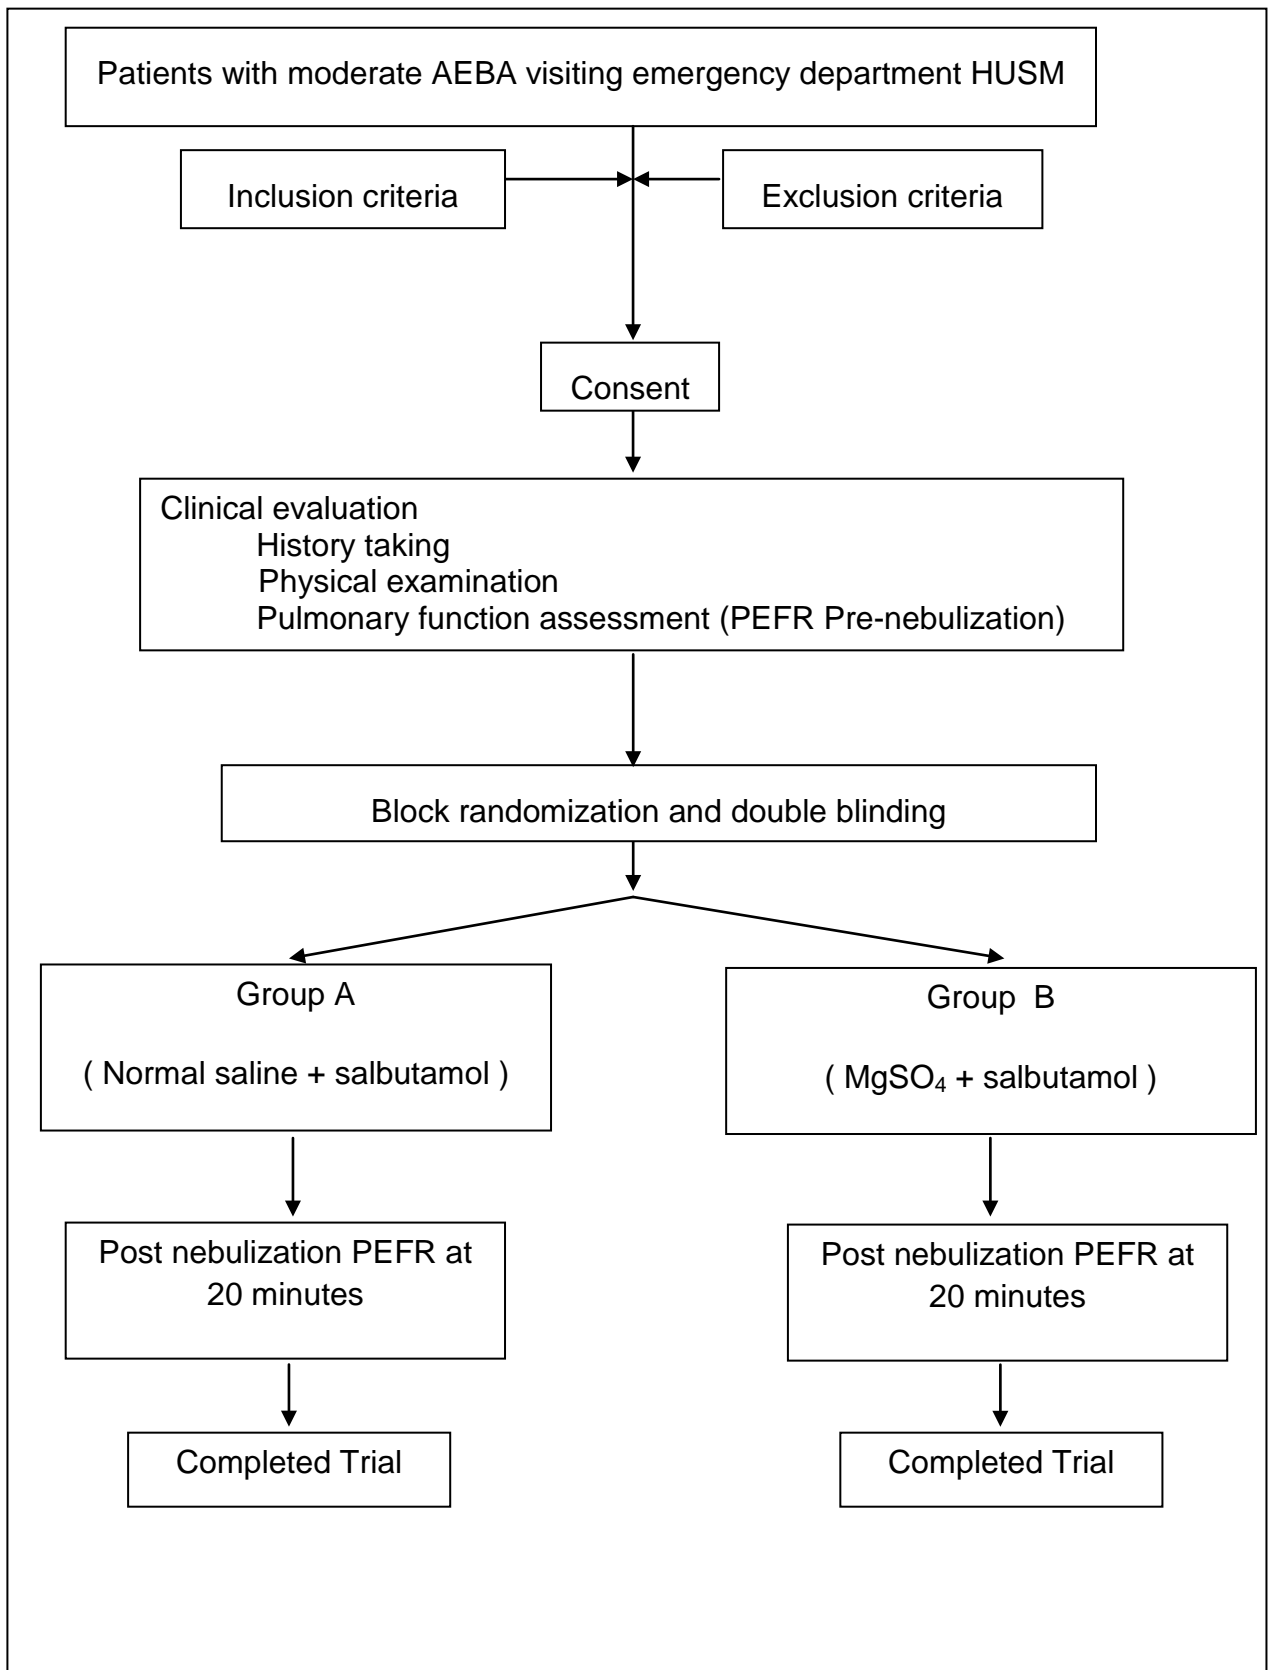 Patients with moderate AEBA visiting emergency department HUSM
Inclusion criteria
Exclusion criteria
Consent
Clinical evaluation
History taking
Physical examination
Pulmonary function assessment (PEFR Pre-nebulization)
Block randomization and double blinding
Group A
( Normal saline + salbutamol )
Group B
( MgSO₄ + salbutamol )
Post nebulization PEFR at
20 minutes
Post nebulization PEFR at
20 minutes
Completed Trial
Completed Trial